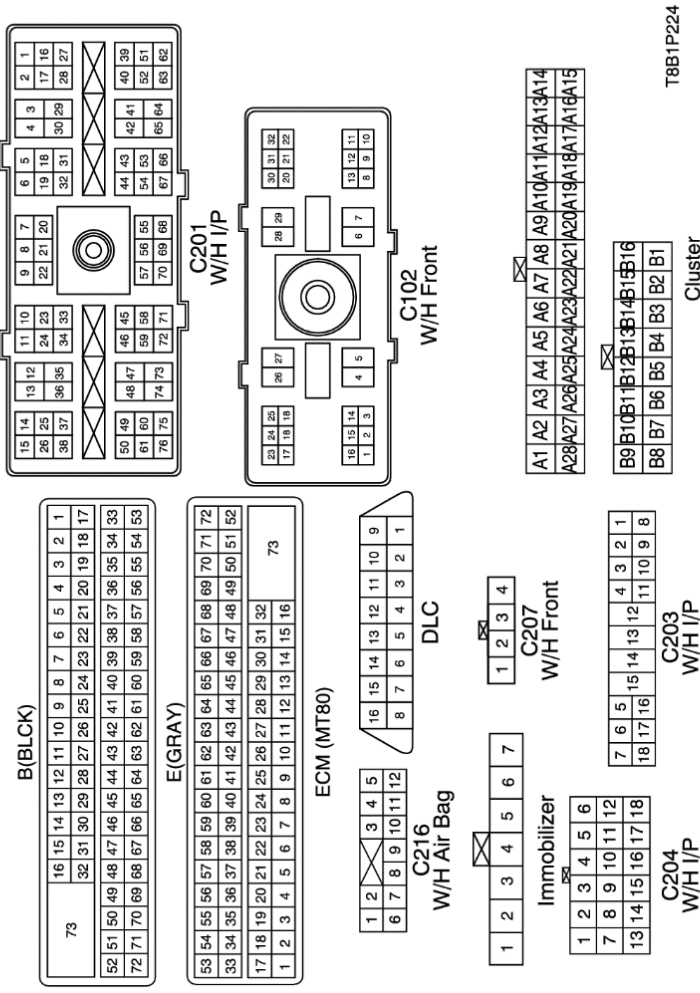 B(BLCK)
73 16 15 14 13 12 11 10 9 8 7 6 5 4 3 2 1
32 31 30 29 28 27 26 25 24 23 22 21 20 19 18 17
52 51 50 49 48 47 46 45 44 43 42 41 40 39 38 37 36 35 34 33
72 71 70 69 68 67 66 65 64 63 62 61 60 59 58 57 56 55 54 53
E(GRAY)
53 54 55 56 57 58 59 60 61 62 63 64 65 66 67 68 69 70 71 72
33 34 35 36 37 38 39 40 41 42 43 44 45 46 47 48 49 50 51 52
17 18 19 20 21 22 23 24 25 26 27 28 29 30 31 32 73
1 2 3 4 5 6 7 8 9 10 11 12 13 14 15 16
ECM (MT80)
15 14 13 12 11 10 9 8 7 6 5 4 3 2 1
26 25 24 23 22 21 20 19 18 17 16
38 37 36 35 34 33 32 31 30 29 28 27
50 49 48 47 46 45 44 43 42 41 40 39
61 60 59 58 57 56 55 54 53 52 51
76 75 74 73 72 71 70 69 68 67 66 65 64 63 62
C201
W/H I/P
23 24 25 26 27 28 29 30 31 32
17 18 18 20 21 22
16 15 14 13 12 11
1 2 3 4 5 6 7 8 9 10
C102
W/H Front
1 2 3 4 5
6 7 8 9 10 11 12
C216
W/H Air Bag
16 15 14 13 12 11 10 9
8 7 6 5 4 3 2 1
DLC
1 2 3 4 5 6 7
Immobilizer
1 2 3 4
C207
W/H Front
A1 A2 A3 A4 A5 A6 A7 A8 A9 A10 A11 A12 A13 A14
A28 A27 A26 A25 A24 A23 A22 A21 A20 A19 A18 A17 A16 A15
B9 B10 B11 B12 B13 B14 B15 B16
B8 B7 B6 B5 B4 B3 B2 B1
Cluster
1 2 3 4 5 6
7 8 9 10 11 12
13 14 15 16 17 18
C204
W/H I/P
7 6 5 4 3 2 1
18 17 16 15 14 13 12 11 10 9 8
C203
W/H I/P
T8B1P224